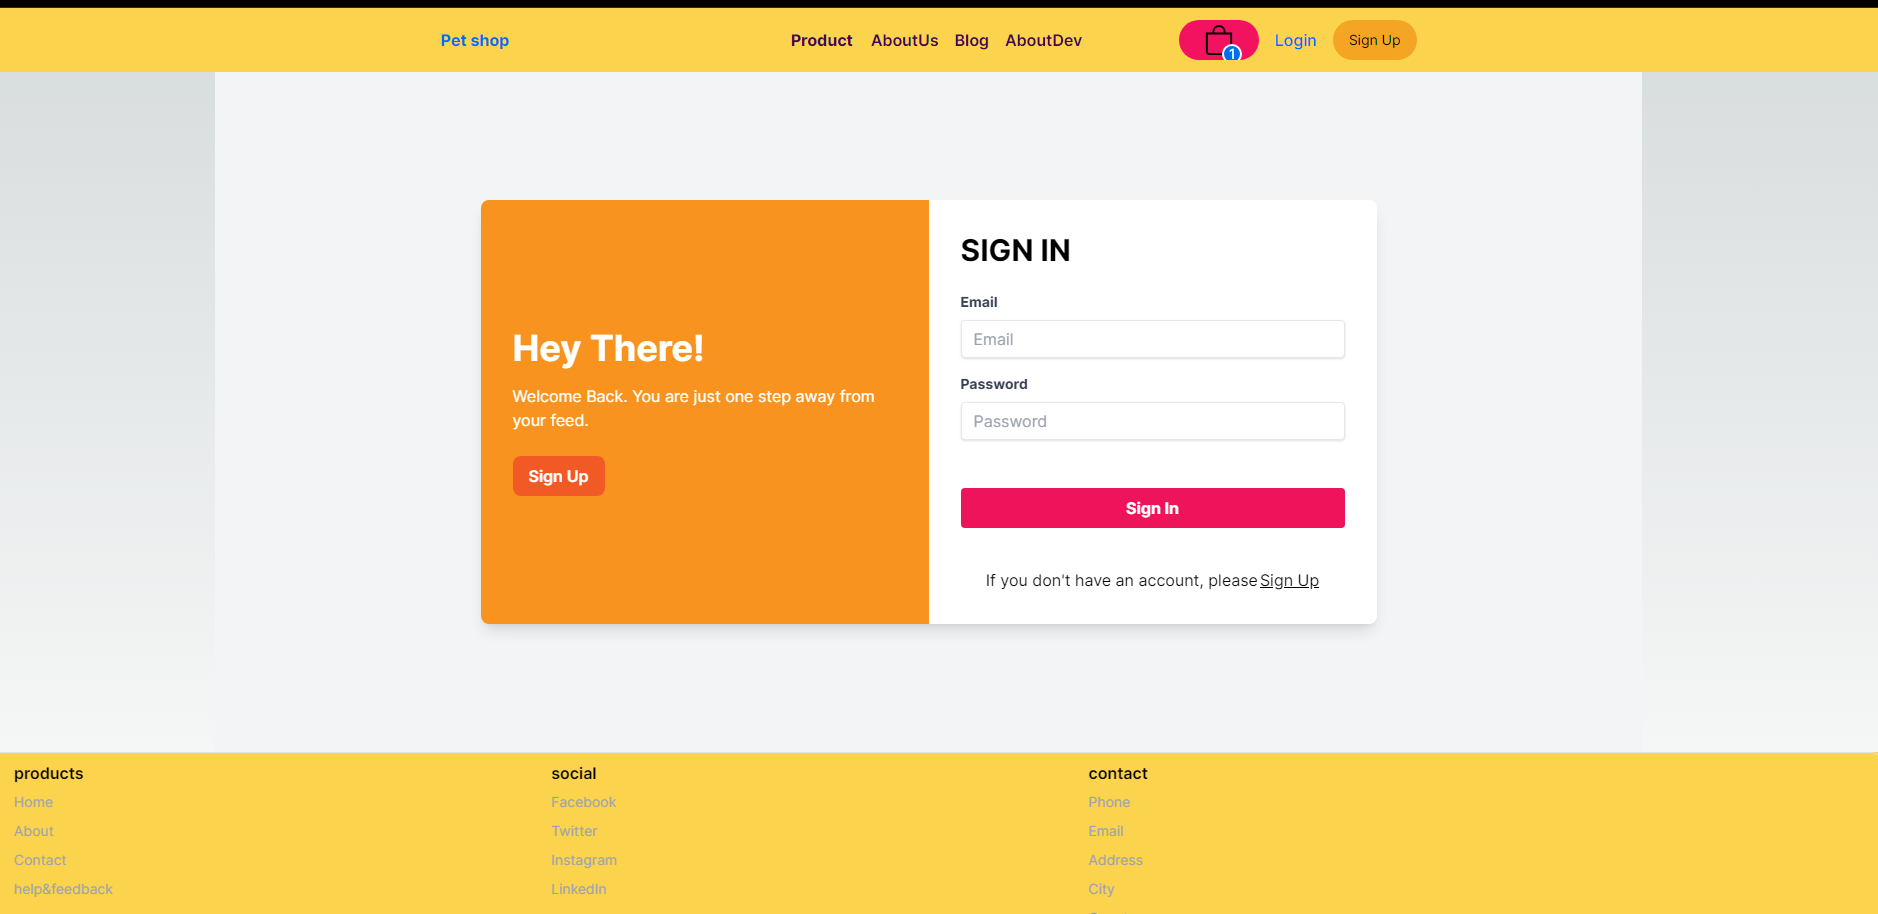 Pet shop
Product AboutUs Blog AboutDev
1
Login
Sign Up
Hey There!
Welcome Back. You are just one step away from
your feed.
Sign Up
SIGN IN
Email
Email
Password
Password
Sign In
If you don't have an account, please Sign Up
products
Home
About
Contact
help&feedback
social
Facebook
Twitter
Instagram
LinkedIn
contact
Phone
Email
Address
City